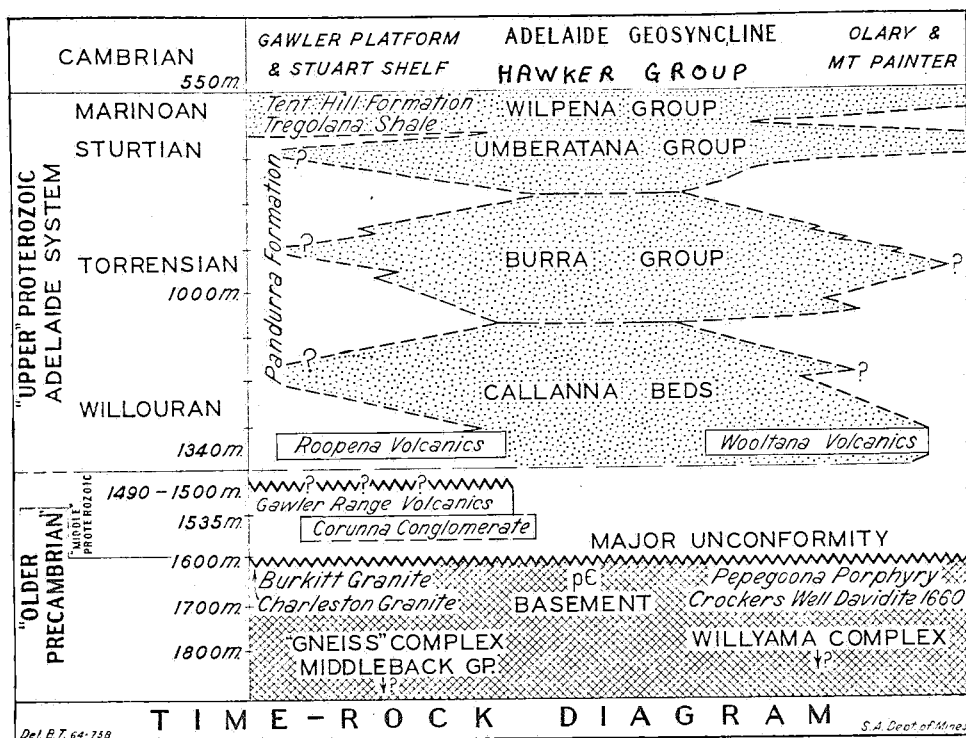 CAMBRIAN
550m.
GAWLER PLATFORM
& STUART SHELF
ADELAIDE GEOSYNCLINE
HAWKER GROUP
OLARY &
MT PAINTER
"UPPER" PROTEROZOIC
ADELAIDE SYSTEM
MARINOAN
Tent Hill Formation
Tregolana Shale
WILPENA GROUP
STURTIAN
?
UMBERATANA GROUP
Pandurra Formation
TORRENSIAN
?
BURRA GROUP
?
1000m.
?
CALLANNA BEDS
?
WILLOURAN
1340m.
Roopena Volcanics
Wooltana Volcanics
"OLDER
PRECAMBRIAN"
"MIDDLE"
PROTEROZOIC
1490-1500m.
? ? ?
Gawler Range Volcanics
1535m.
Corunna Conglomerate
MAJOR UNCONFORMITY
1600m.
Burkitt Granite
pЄ
Pepegoona Porphyry
1700m.
Charleston Granite
BASEMENT
Crockers Well Davidite 1660
1800m.
"GNEISS" COMPLEX
MIDDLEBACK GP.
?
WILLYAMA COMPLEX
?
TIME-ROCK DIAGRAM
Del. B.T. 64-758
S.A. Dept. of Mines